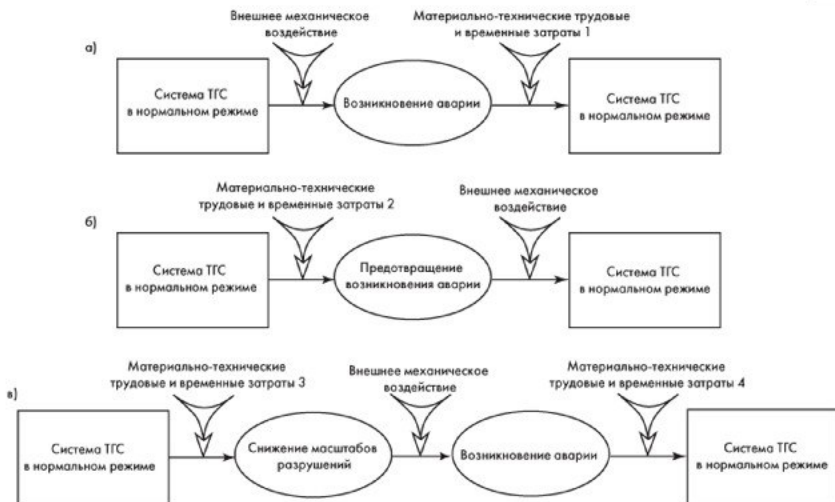 Внешнее механическое
воздействие
Материально-технические трудовые
и временные затраты 1
а)
Система ТГС
в нормальном режиме
Возникновение аварии
Система ТГС
в нормальном режиме
Материально-технические
трудовые и временные затраты 2
Внешнее механическое
воздействие
б)
Система ТГС
в нормальном режиме
Предотвращение
возникновения аварии
Система ТГС
в нормальном режиме
Материально-технические
трудовые и временные затраты 3
Внешнее механическое
воздействие
Материально-технические
трудовые и временные затраты 4
в)
Система ТГС
в нормальном режиме
Снижение масштабов
разрушений
Возникновение аварии
Система ТГС
в нормальном режиме